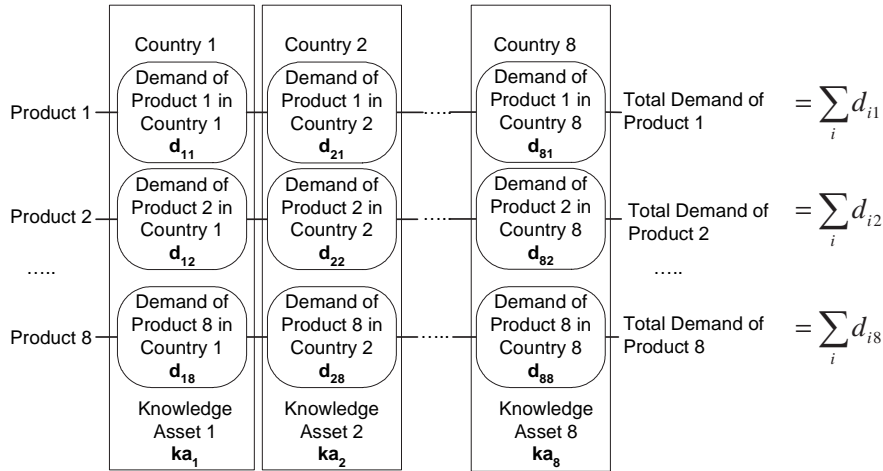 Country 1
Country 2
Country 8
Product 1
Demand of
Product 1 in
Country 1
d11
Demand of
Product 1 in
Country 2
d21
......
Demand of
Product 1 in
Country 8
d81
Total Demand of
Product 1
= ∑i di1
Product 2
Demand of
Product 2 in
Country 1
d12
Demand of
Product 2 in
Country 2
d22
......
Demand of
Product 2 in
Country 8
d82
Total Demand of
Product 2
= ∑i di2
.....
.....
Product 8
Demand of
Product 8 in
Country 1
d18
Demand of
Product 8 in
Country 2
d28
......
Demand of
Product 8 in
Country 8
d88
Total Demand of
Product 8
= ∑i di8
Knowledge
Asset 1
ka1
Knowledge
Asset 2
ka2
Knowledge
Asset 8
ka8